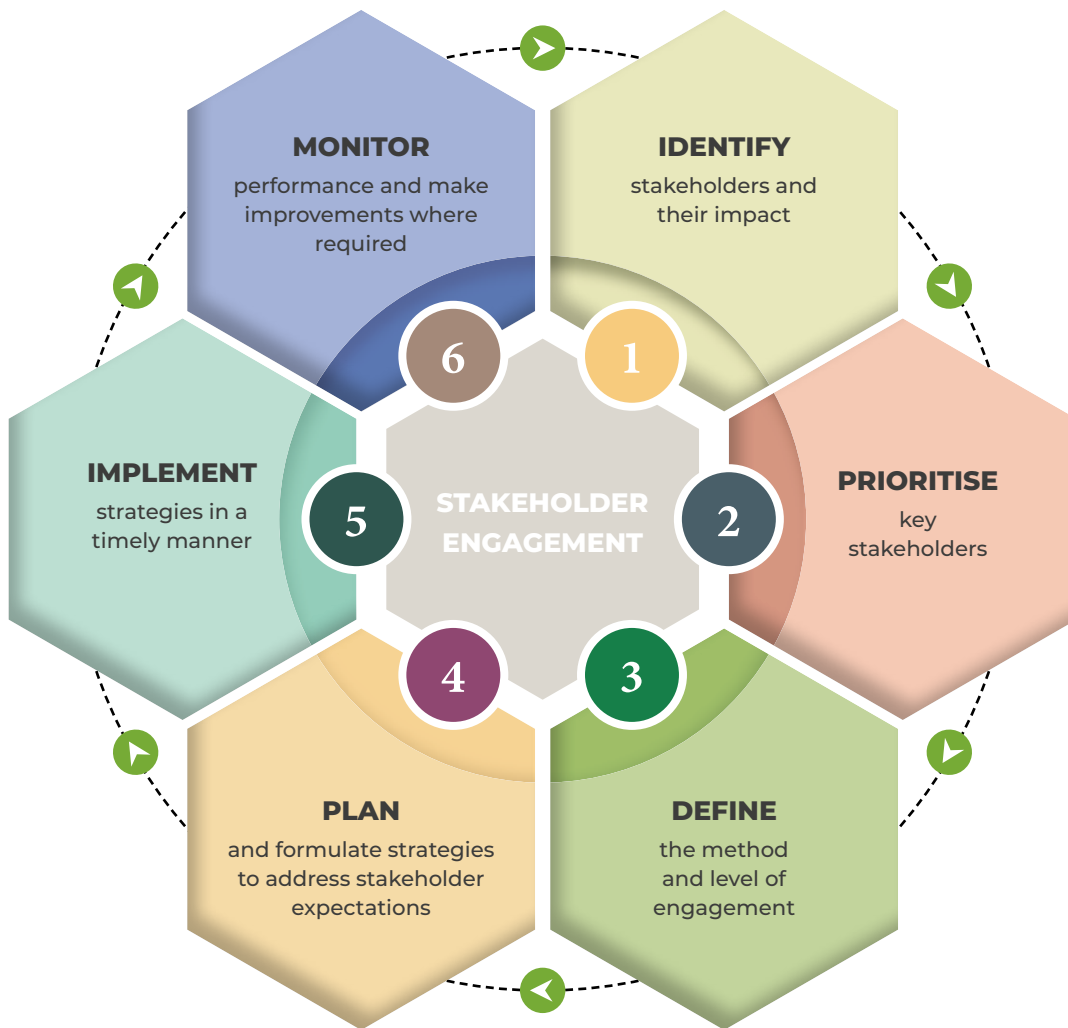 STAKEHOLDER
ENGAGEMENT
1
IDENTIFY
stakeholders and
their impact
2
PRIORITISE
key
stakeholders
3
DEFINE
the method
and level of
engagement
4
PLAN
and formulate strategies
to address stakeholder
expectations
5
IMPLEMENT
strategies in a
timely manner
6
MONITOR
performance and make
improvements where
required